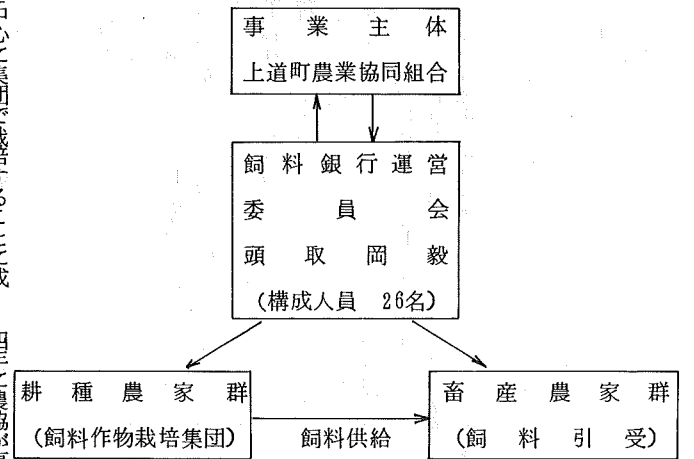 事業主体
上道町農業協同組合
飼料銀行運営
委員会
頭取岡毅
(構成人員 26名)
耕種農家群
(飼料作物栽培集団)
飼料供給
畜産農家群
(飼料引受)